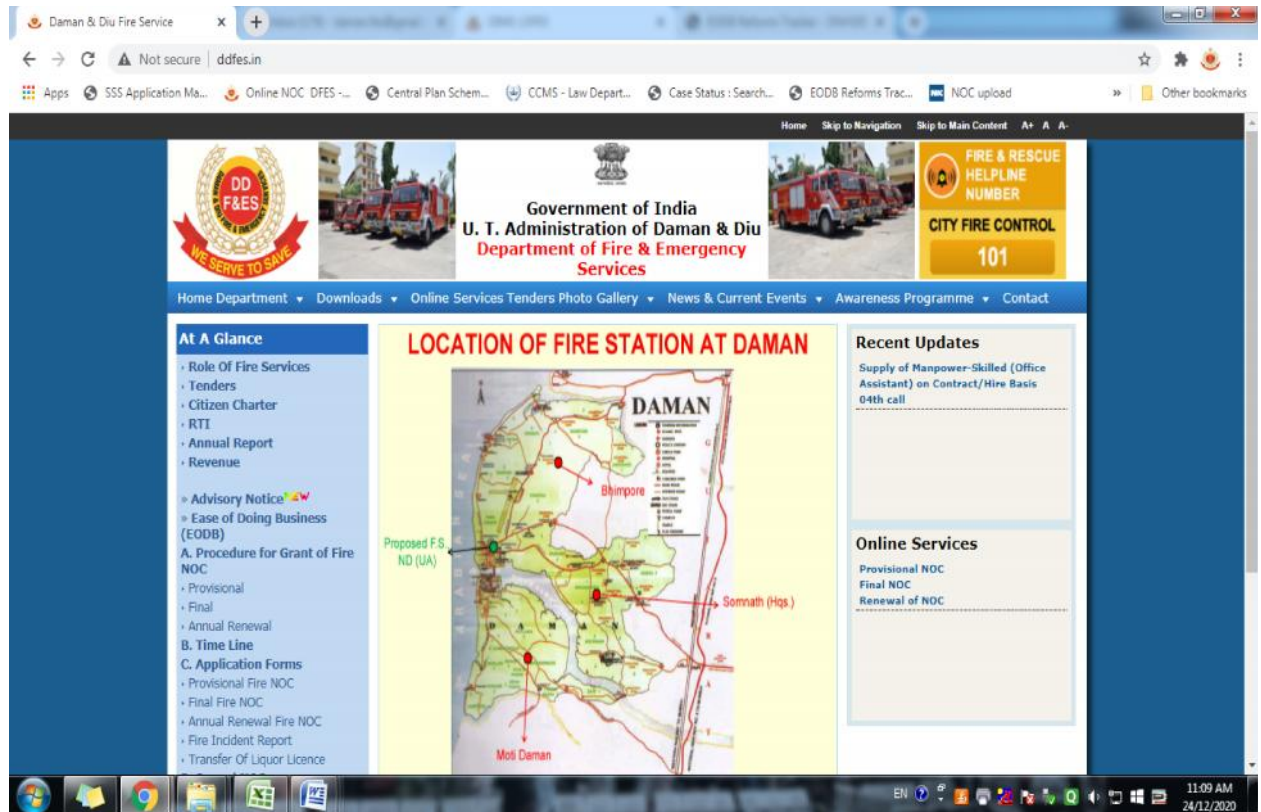 Daman & Diu Fire Service
Not secure | ddfes.in
Apps SSS Application Ma... Online NOC DFES -... Central Plan Schem... CCMS - Law Depart... Case Status : Search... EODB Reforms Trac... NOC upload » Other bookmarks
Home Skip to Navigation Skip to Main Content A+ A A-
DD
F&ES
WE SERVE TO SAVE
Government of India
U. T. Administration of Daman & Diu
Department of Fire & Emergency
Services
FIRE & RESCUE
HELPLINE
NUMBER
CITY FIRE CONTROL
101
Home Department Downloads Online Services Tenders Photo Gallery News & Current Events Awareness Programme Contact
At A Glance
Role Of Fire Services
Tenders
Citizen Charter
RTI
Annual Report
Revenue
» Advisory Notice
» Ease of Doing Business
(EODB)
A. Procedure for Grant of Fire
NOC
Provisional
Final
Annual Renewal
B. Time Line
C. Application Forms
Provisional Fire NOC
Final Fire NOC
Annual Renewal Fire NOC
Fire Incident Report
Transfer Of Liquor Licence
LOCATION OF FIRE STATION AT DAMAN
DAMAN
Bhimpore
Proposed F.S.
ND (UA)
Somnath (Hqs.)
D A M A N
Moti Daman
Recent Updates
Supply of Manpower-Skilled (Office
Assistant) on Contract/Hire Basis
04th call
Online Services
Provisional NOC
Final NOC
Renewal of NOC
EN
11:09 AM
24/12/2020